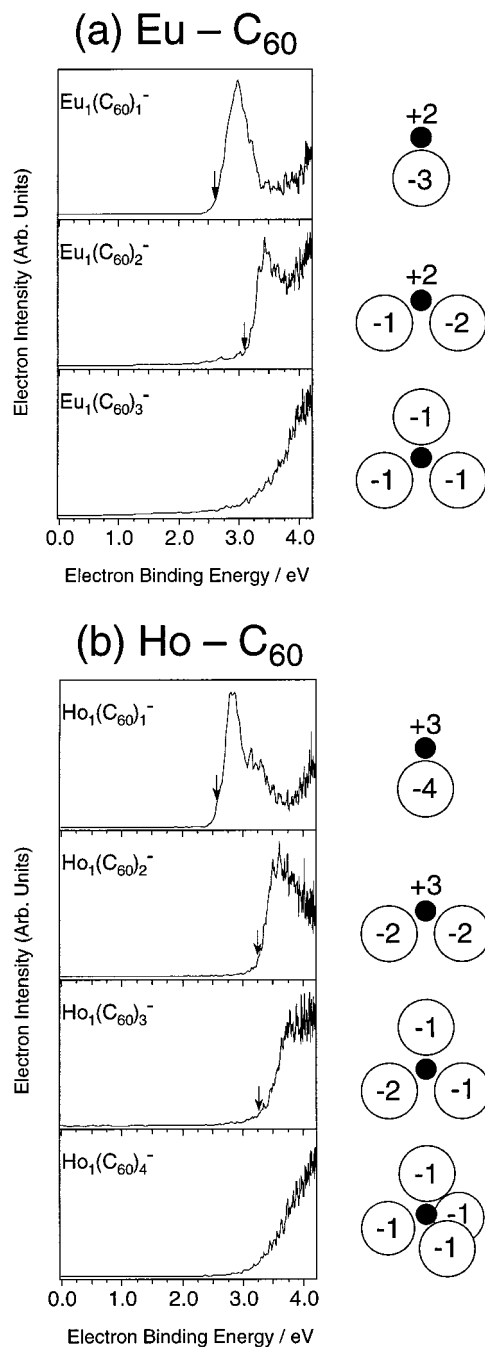 (a) Eu – C60
Electron Intensity (Arb. Units)
Eu1(C60)1-
+2
-3
Eu1(C60)2-
+2
-1 -2
Eu1(C60)3-
-1
-1 -1
0.0 1.0 2.0 3.0 4.0
Electron Binding Energy / eV
(b) Ho – C60
Electron Intensity (Arb. Units)
Ho1(C60)1-
+3
-4
Ho1(C60)2-
+3
-2 -2
Ho1(C60)3-
-1
-2 -1
Ho1(C60)4-
-1
-1 -1
-1
0.0 1.0 2.0 3.0 4.0
Electron Binding Energy / eV